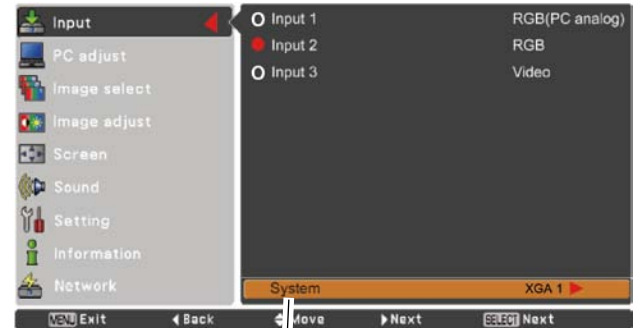 Input
PC adjust
Image select
Image adjust
Screen
Sound
Setting
Information
Network
Input 1 RGB(PC analog)
Input 2 RGB
Input 3 Video
System XGA 1
MENU Exit Back Move Next SELECT Next